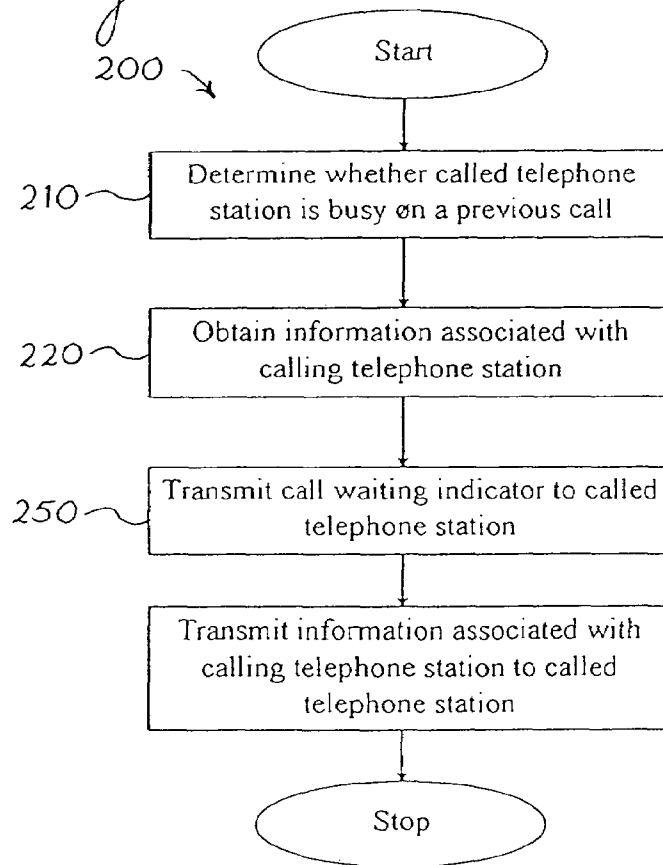 200
Start
210
Determine whether called telephone
station is busy øn a previous call
220
Obtain information associated with
calling telephone station
250
Transmit call waiting indicator to called
telephone station
Transmit information associated with
calling telephone station to called
telephone station
Stop